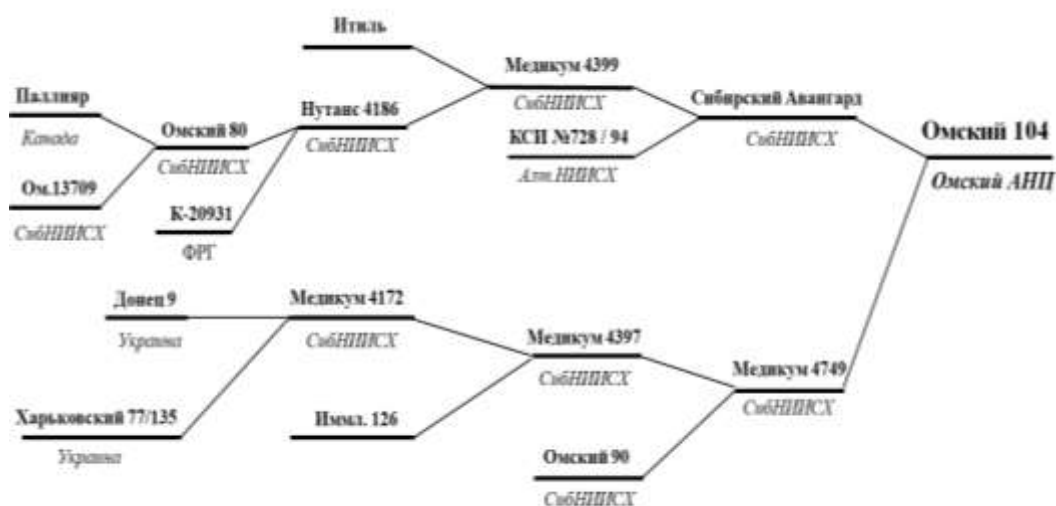 Итиль
Медикум 4399
СибНИИСХ
Паллияр
Канада
Нутанс 4186
СибНИИСХ
Сибирский Авангард
СибНИИСХ
Омский 80
СибНИИСХ
КСИ №728 / 94
Алт.НИИСХ
Омский 104
Омский АНЦ
Ом.13709
СибНИИСХ
К-20931
ФРГ
Донец 9
Украина
Медикум 4172
СибНИИСХ
Медикум 4397
СибНИИСХ
Медикум 4749
СибНИИСХ
Харьковский 77/135
Украина
Иммл. 126
Омский 90
СибНИИСХ